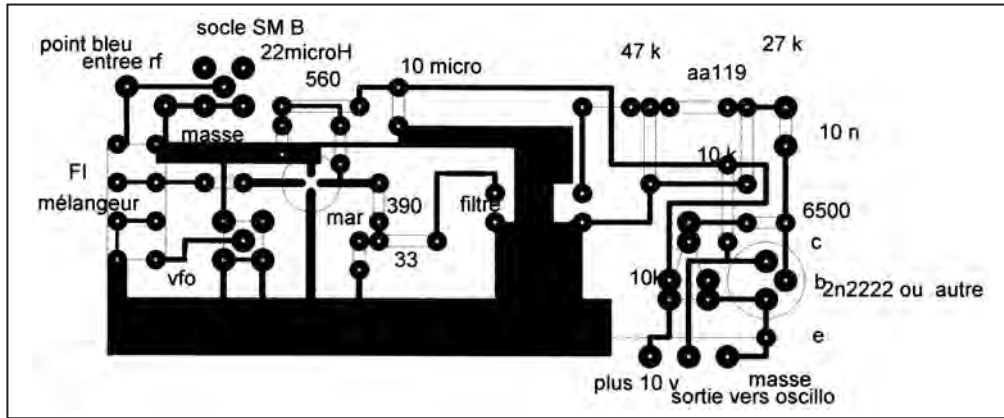 socle SM B
point bleu
entree rf
22microH
560
10 micro
47 k
27 k
aa119
masse
10 n
10 k
FI
mélangeur
mar
390
filtre
6500
33
c
vfo
10k
b
2n2222 ou autre
e
plus 10 v
masse
sortie vers oscillo